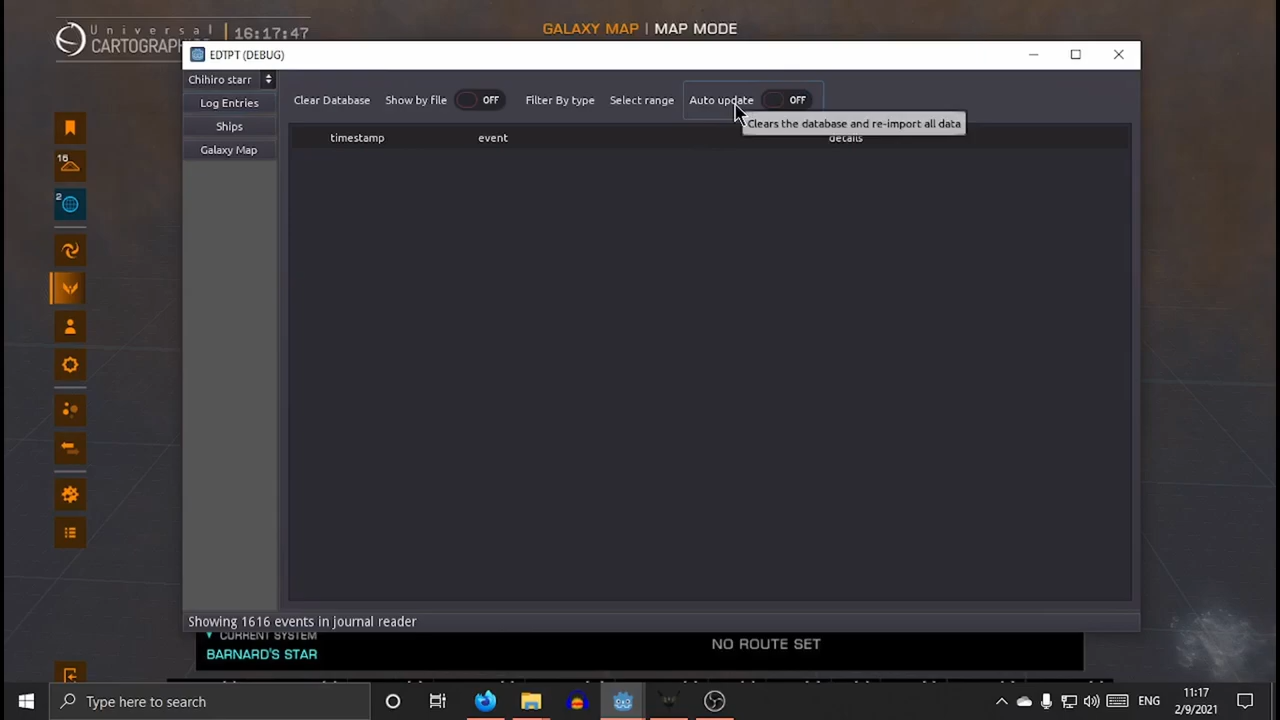 Universal
CARTOGRAPHICS
16:17:47
GALAXY MAP | MAP MODE
EDTPT (DEBUG)
Chihiro starr
Log Entries
Ships
Galaxy Map
Clear Database
Show by file
OFF
Filter By type
Select range
Auto update
OFF
Clears the database and re-import all data
timestamp
event
details
16
2
Showing 1616 events in journal reader
CURRENT SYSTEM
BARNARD'S STAR
NO ROUTE SET
Type here to search
ENG
11:17
2/9/2021